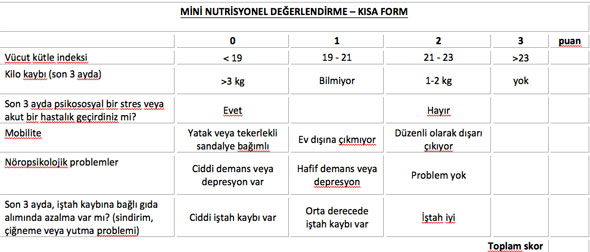 MİNİ NUTRİSYONEL DEĞERLENDİRME – KISA FORM
0 1 2 3 puan
Vücut kütle indeksi < 19 19 - 21 21 - 23 >23
Kilo kaybı (son 3 ayda) >3 kg Bilmiyor 1-2 kg yok
Son 3 ayda psikososyal bir stres veya
akut bir hastalık geçirdiniz mi? Evet Hayır
Mobilite Yatak veya tekerlekli Ev dışına çıkmıyor Düzenli olarak dışarı
sandalye bağımlı çıkıyor
Nöropsikolojik problemler Ciddi demans veya Hafif demans veya Problem yok
depresyon var depresyon
Son 3 ayda, iştah kaybına bağlı gıda
alımında azalma var mı? (sindirim, Ciddi iştah kaybı var Orta derecede İştah iyi
çiğneme veya yutma problemi) iştah kaybı var
Toplam skor